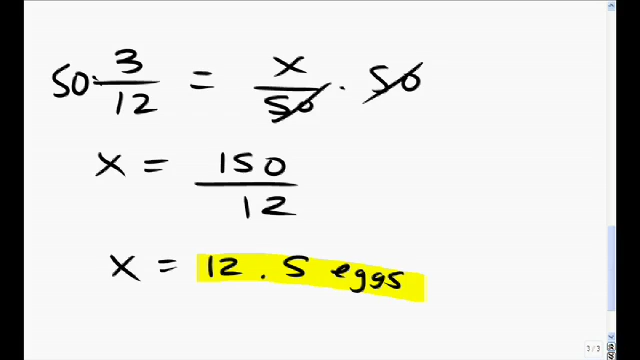 50·3/12 = x/50 · 50
x = 150/12
x = 12.5 eggs
3/3